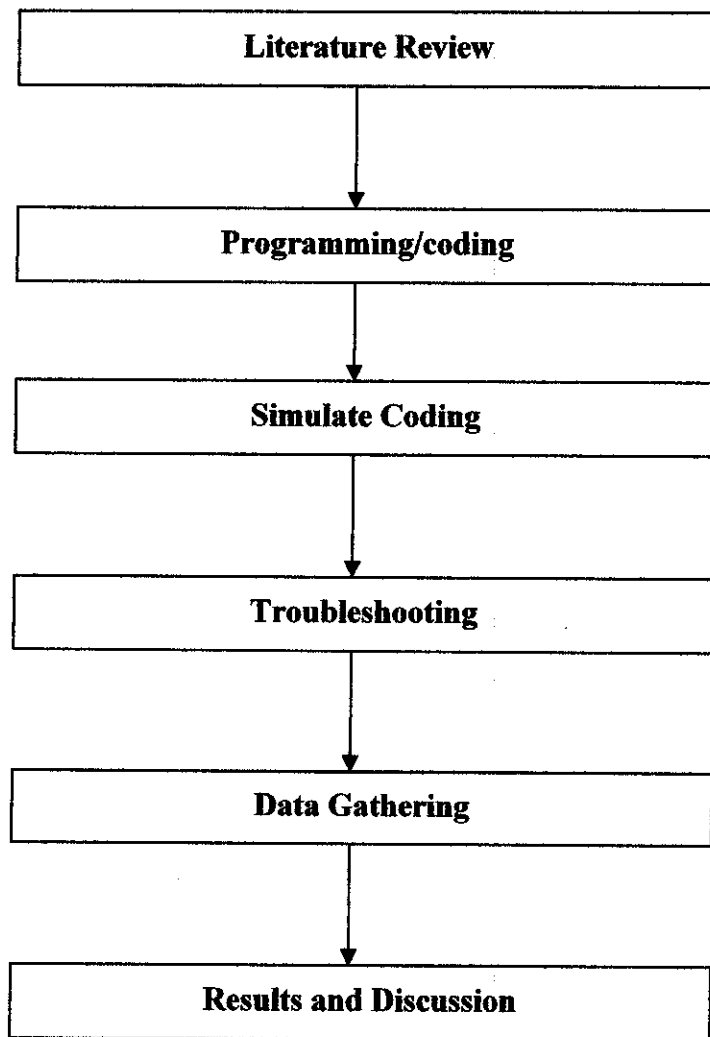 Literature Review
Programming/coding
Simulate Coding
Troubleshooting
Data Gathering
Results and Discussion